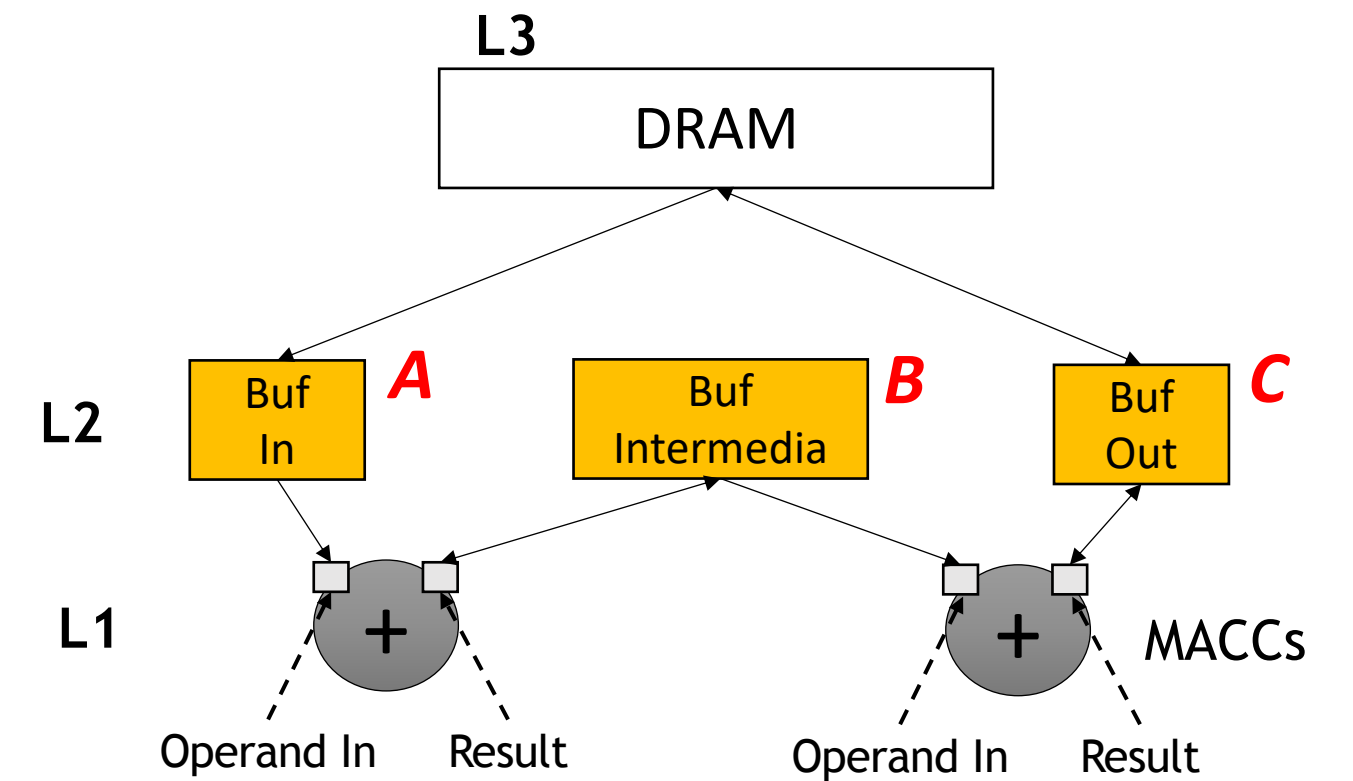 L3
DRAM
A
B
C
L2
Buf
In
Buf
Intermedia
Buf
Out
L1
+
+
MACCs
Operand In
Result
Operand In
Result